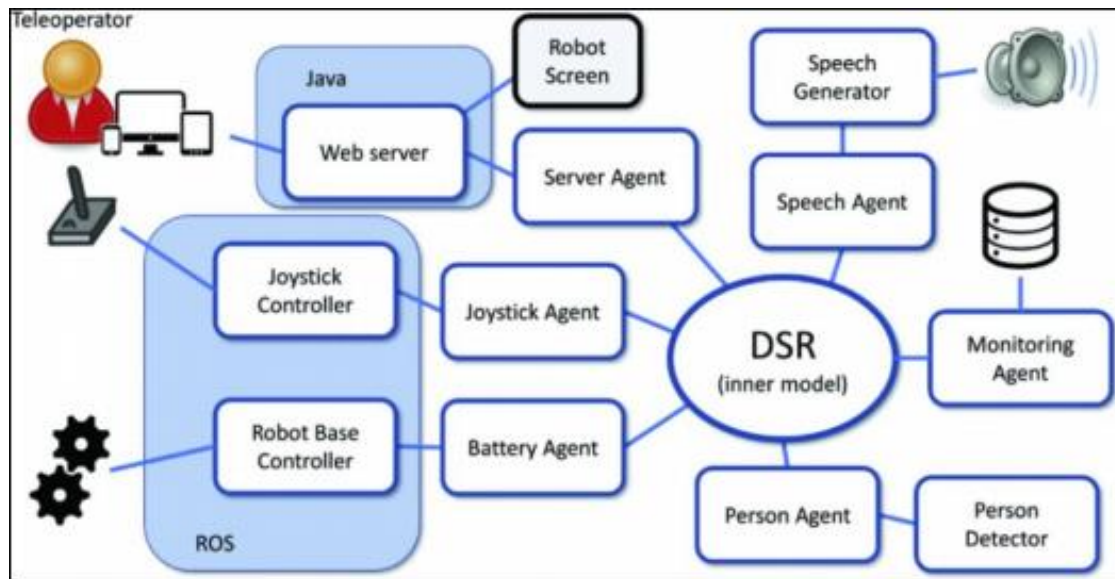 Teleoperator
Java
Web server
Robot
Screen
Server Agent
Speech
Generator
Speech Agent
Joystick
Controller
Joystick Agent
DSR
(inner model)
Monitoring
Agent
Robot Base
Controller
Battery Agent
Person Agent
Person
Detector
ROS